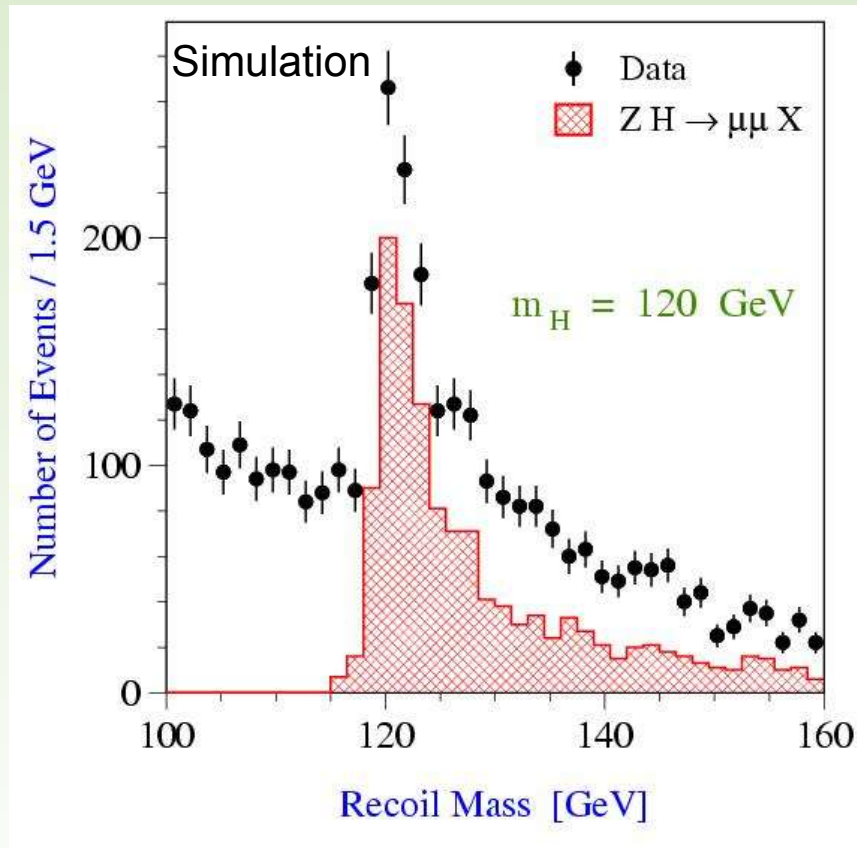 Simulation
Data
Z H → μμ X
m_H = 120 GeV
Number of Events / 1.5 GeV
200
100
0
100 120 140 160
Recoil Mass [GeV]